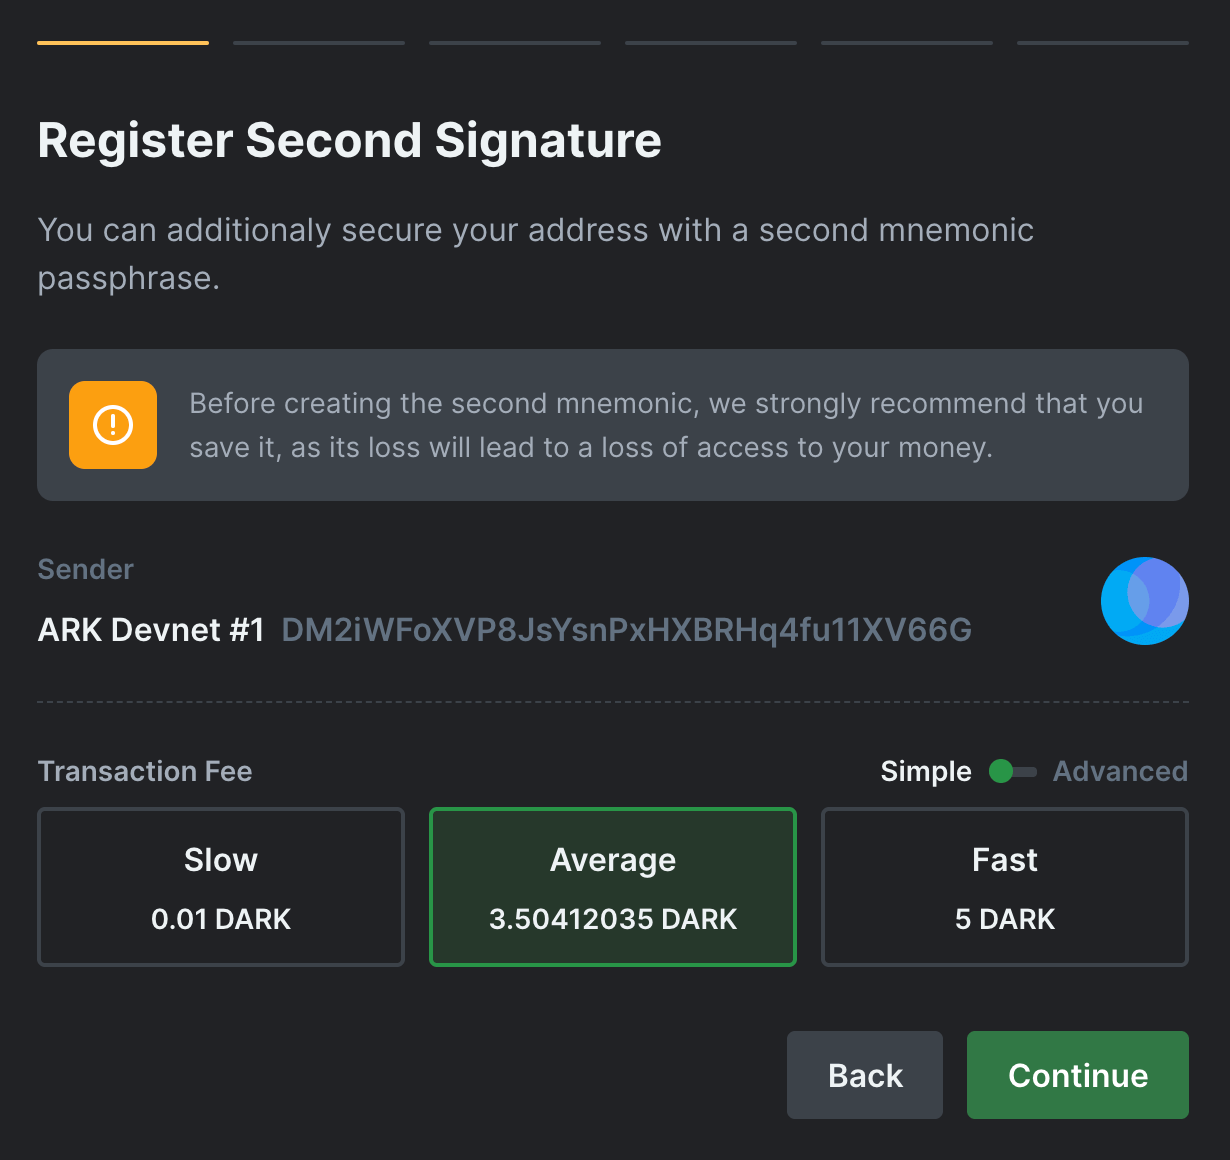 Register Second Signature
You can additionaly secure your address with a second mnemonic
passphrase.
Before creating the second mnemonic, we strongly recommend that you
save it, as its loss will lead to a loss of access to your money.
Sender
ARK Devnet #1 DM2iWFoXVP8JsYsnPxHXBRHq4fu11XV66G
Transaction Fee Simple Advanced
Slow Average Fast
0.01 DARK 3.50412035 DARK 5 DARK
Back Continue